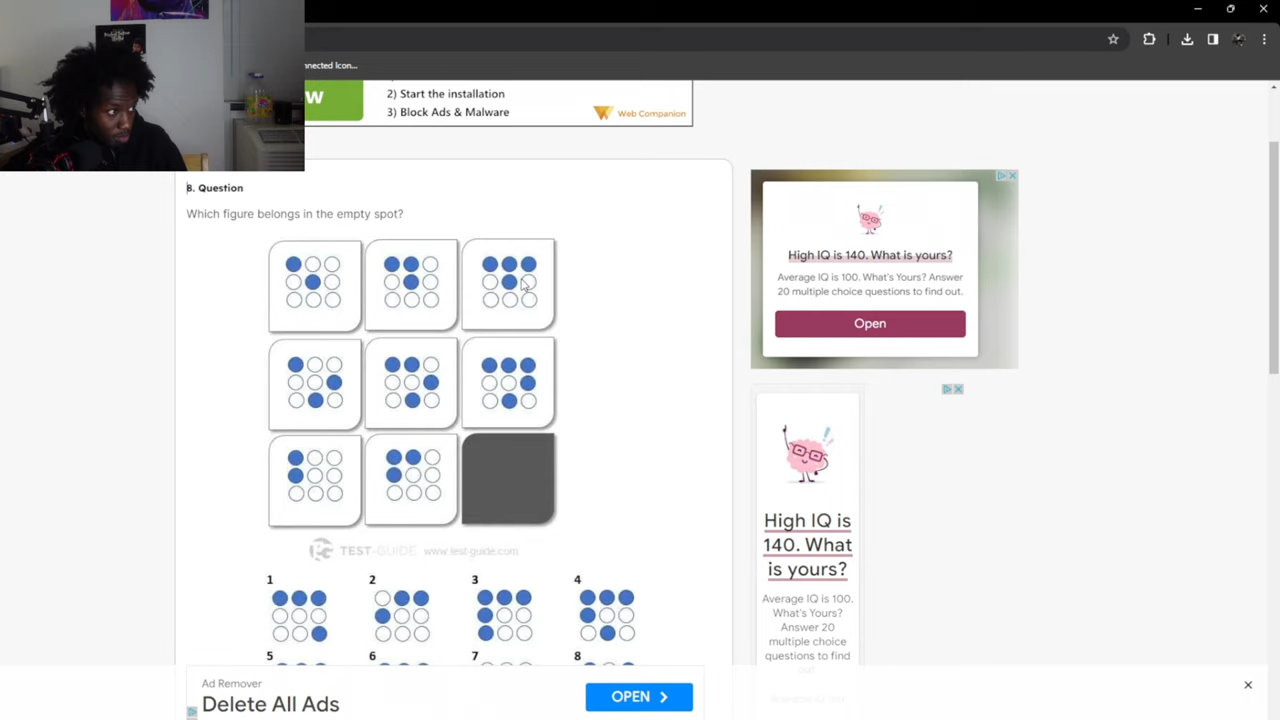 nnected Icon...
W
2) Start the installation
3) Block Ads & Malware
Web Companion
8. Question
Which figure belongs in the empty spot?
TEST-GUIDE www.test-guide.com
1 2 3 4
5 6 7 8
High IQ is 140. What is yours?
Average IQ is 100. What's Yours? Answer
20 multiple choice questions to find out.
Open
High IQ is
140. What
is yours?
Average IQ is 100.
What's Yours?
Answer 20
multiple choice
questions to find
out.
Ad Remover
Delete All Ads
OPEN